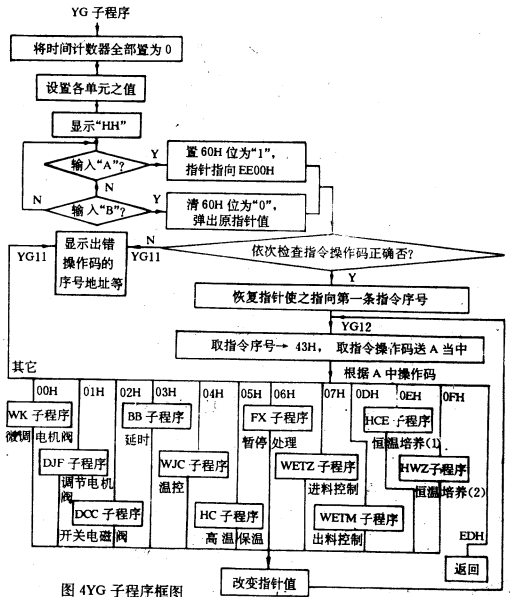 YG 子程序
将时间计数器全部置为 0
设置各单元之值
显示“HH”
输入“A”?
Y
置 60H 位为“1”,
指针指向EE00H
N
输入“B”?
Y
N
清 60H 位为“0”,
弹出原指针值
显示出错
操作码的
序号地址等
YG11
N
YG11
依次检查指令操作码正确否?
Y
恢复指针使之指向第一条指令序号
YG12
取指令序号→ 43H, 取指令操作码送 A 当中
其它
根据 A 中操作码
00H
01H
02H
03H
04H
05H
06H
07H
0DH
0EH
0FH
WK 子程序
微调电机阀
BB 子程序
延时
FX 子程序
暂停处理
HCE 子程序
恒温培养(1)
DJF 子程序
调节电机
阀
WJC 子程序
温控
WETZ 子程序
进料控制
HWZ子程序
恒温培养(2)
DCC 子程序
开关电磁阀
HC 子程序
高温保温
WETM 子程序
出料控制
EDH
返回
改变指针值
图 4YG 子程序框图